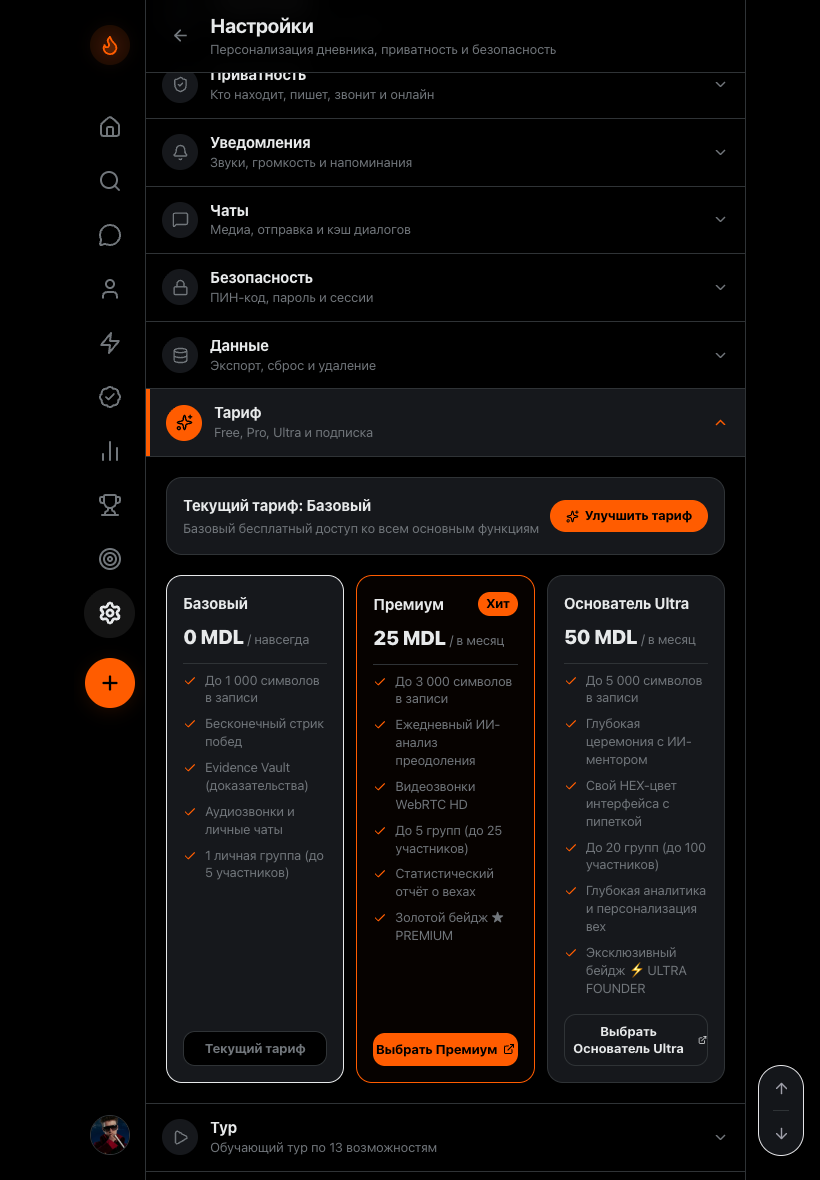 Настройки
Персонализация дневника, приватность и безопасность
Приватность
Кто находит, пишет, звонит и онлайн
Уведомления
Звуки, громкость и напоминания
Чаты
Медиа, отправка и кэш диалогов
Безопасность
ПИН-код, пароль и сессии
Данные
Экспорт, сброс и удаление
Тариф
Free, Pro, Ultra и подписка
Текущий тариф: Базовый
Базовый бесплатный доступ ко всем основным функциям
Улучшить тариф
Базовый
0 MDL / навсегда
До 1 000 символов
в записи
Бесконечный стрик
побед
Evidence Vault
(доказательства)
Аудиозвонки и
личные чаты
1 личная группа (до
5 участников)
Текущий тариф
Премиум
Хит
25 MDL / в месяц
До 3 000 символов
в записи
Ежедневный ИИ-
анализ
преодоления
Видеозвонки
WebRTC HD
До 5 групп (до 25
участников)
Статистический
отчёт о вехах
Золотой бейдж ★
PREMIUM
Выбрать Премиум
Основатель Ultra
50 MDL / в месяц
До 5 000 символов
в записи
Глубокая
церемония с ИИ-
ментором
Свой HEX-цвет
интерфейса с
пипеткой
До 20 групп (до 100
участников)
Глубокая аналитика
и персонализация
вех
Эксклюзивный
бейдж ⚡ ULTRA
FOUNDER
Выбрать
Основатель Ultra
Тур
Обучающий тур по 13 возможностям